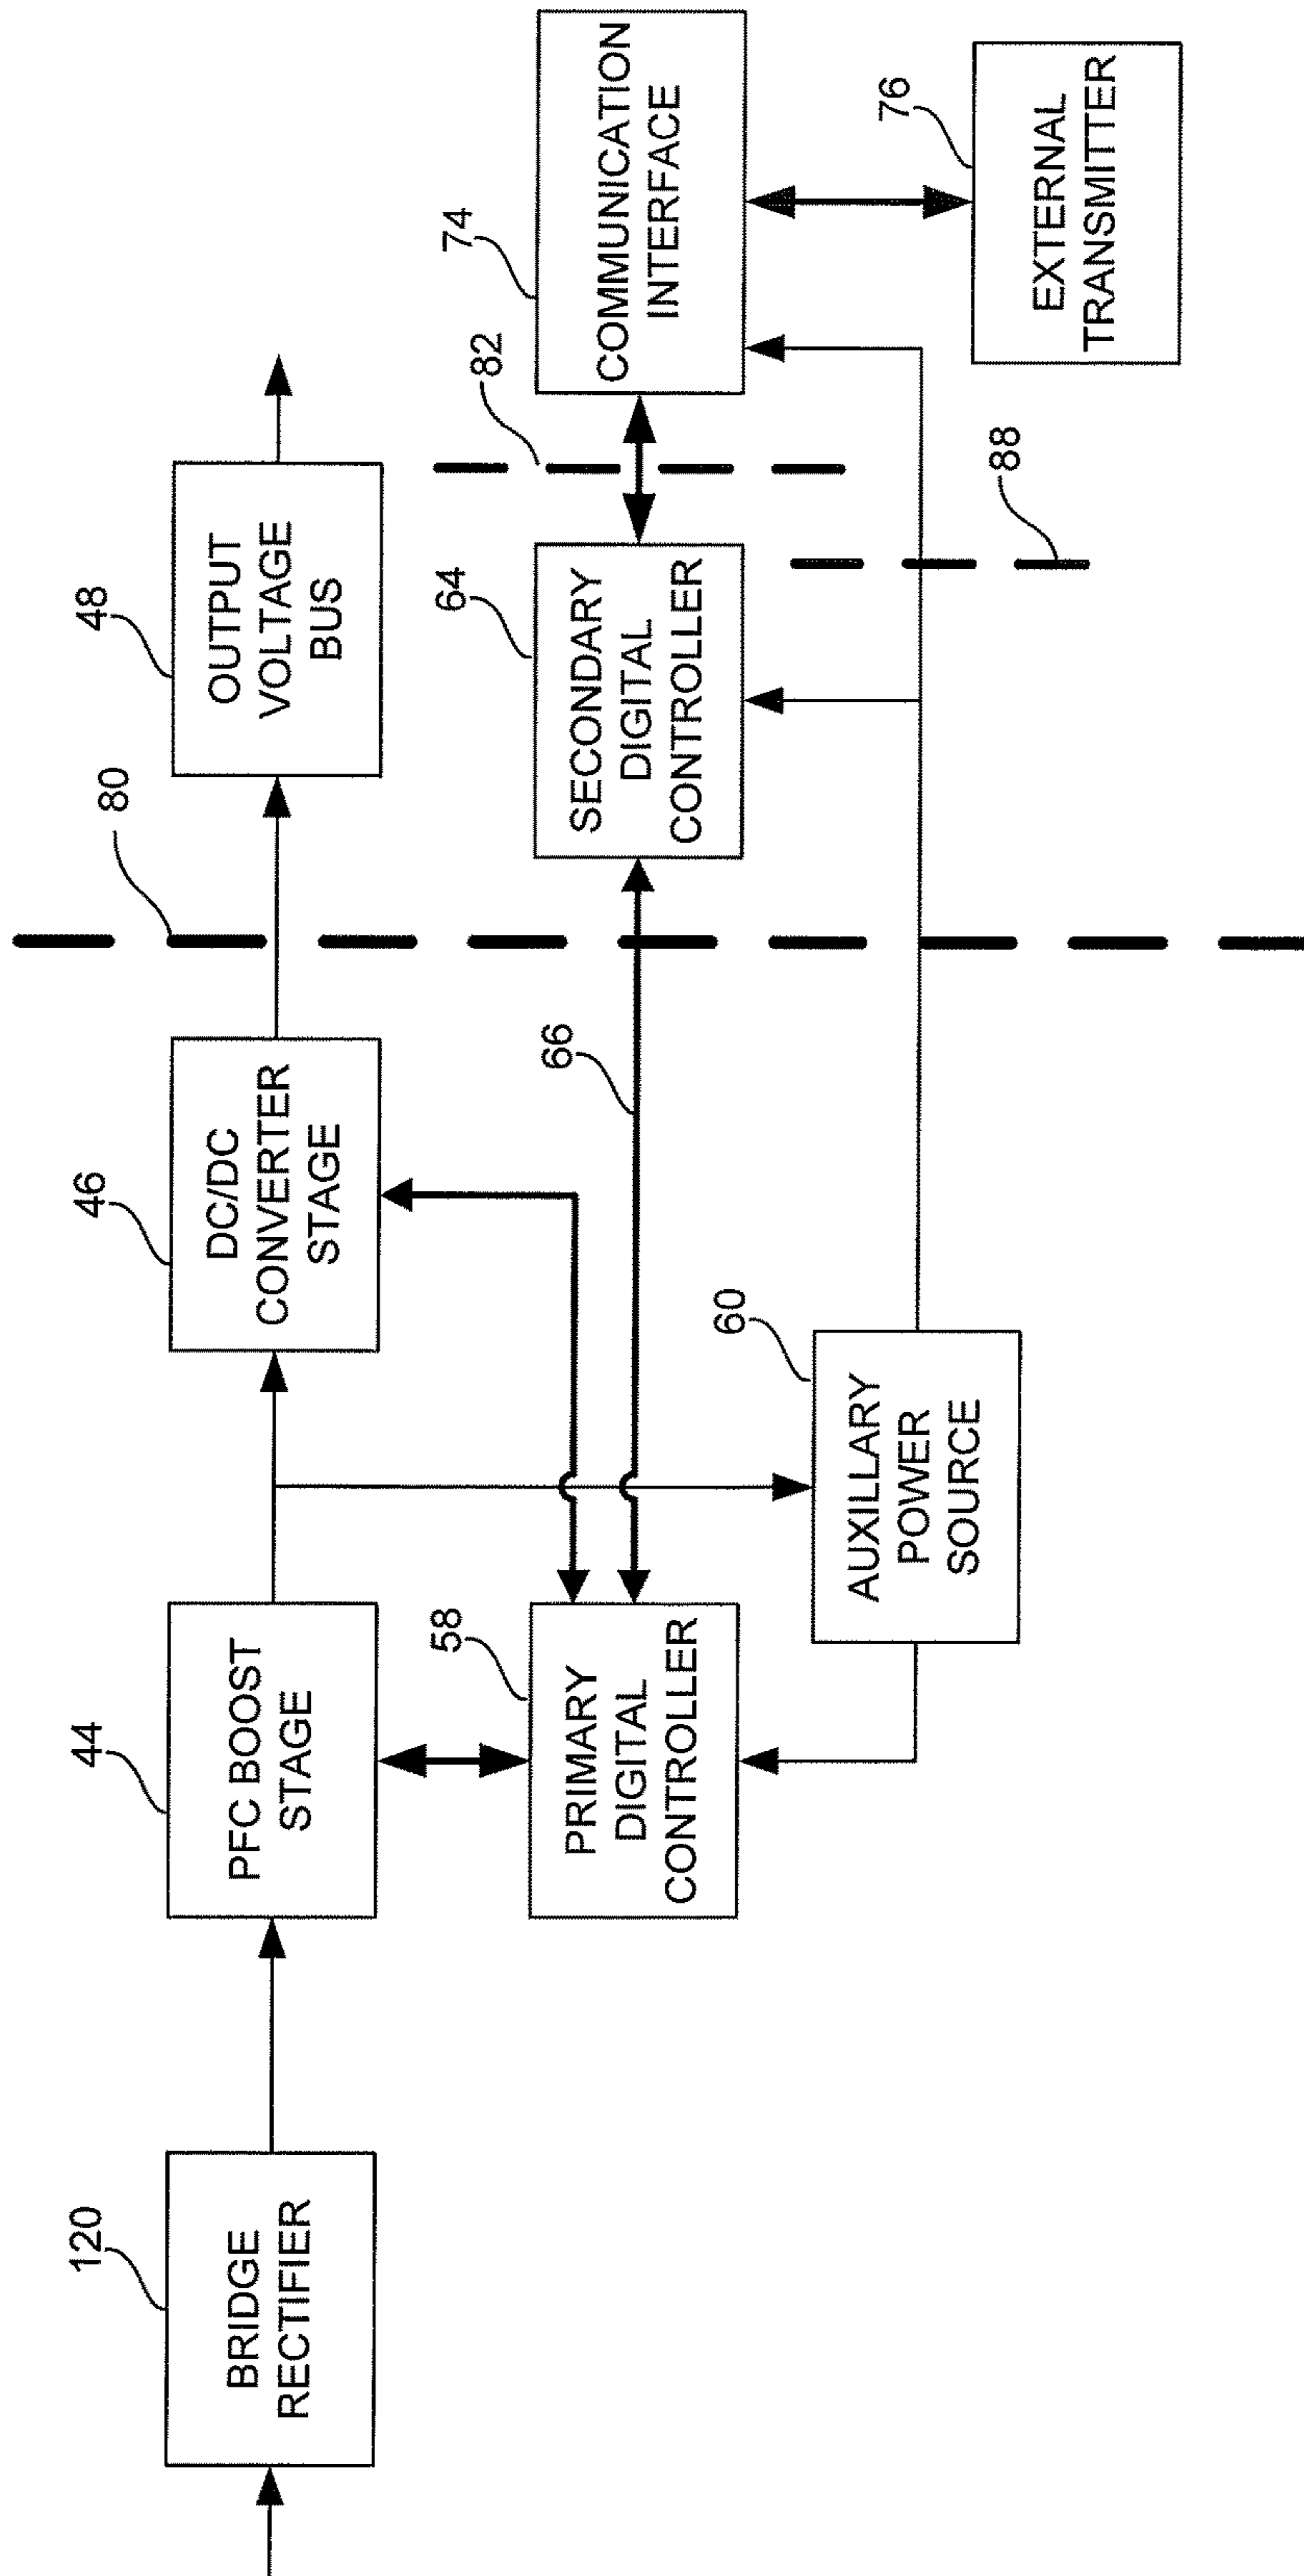 120
BRIDGE
RECTIFIER
44
PFC BOOST
STAGE
46
DC/DC
CONVERTER
STAGE
80
48
OUTPUT
VOLTAGE
BUS
58
PRIMARY
DIGITAL
CONTROLLER
66
64
SECONDARY
DIGITAL
CONTROLLER
82
74
COMMUNICATION
INTERFACE
60
AUXILLARY
POWER
SOURCE
88
76
EXTERNAL
TRANSMITTER